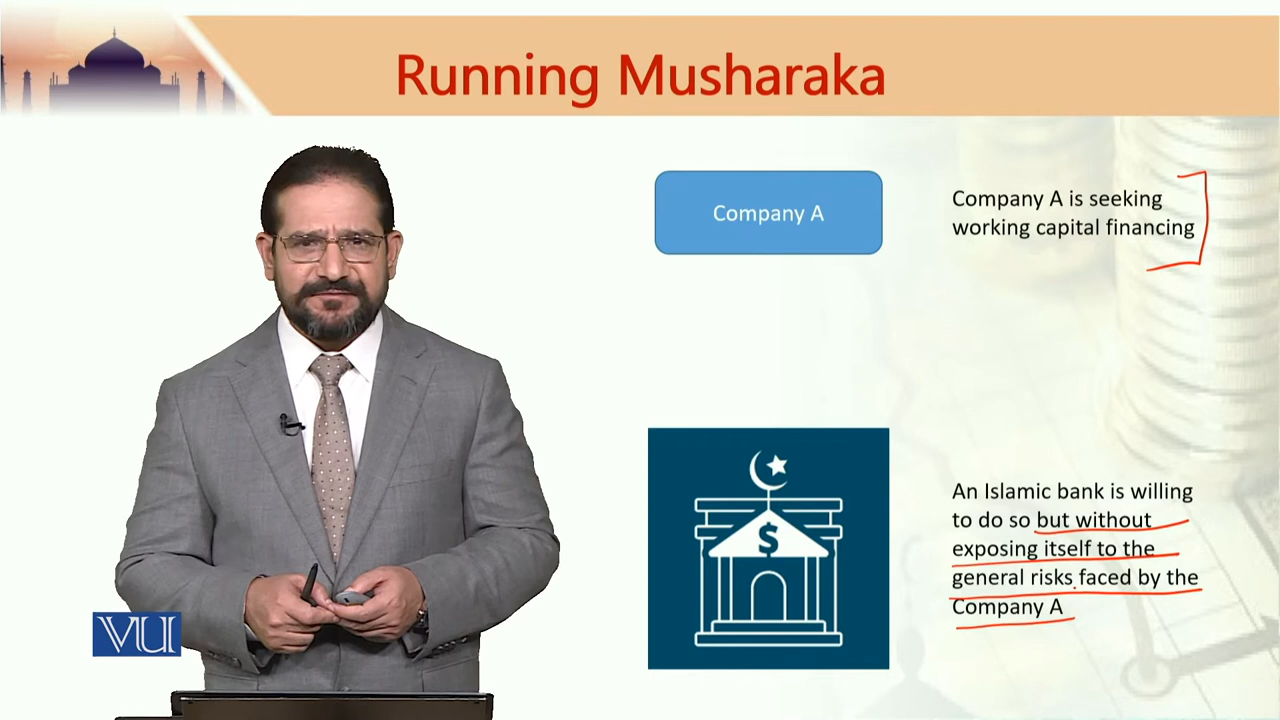 Running Musharaka
Company A
Company A is seeking
working capital financing
$
An Islamic bank is willing
to do so but without
exposing itself to the
general risks faced by the
Company A
VU